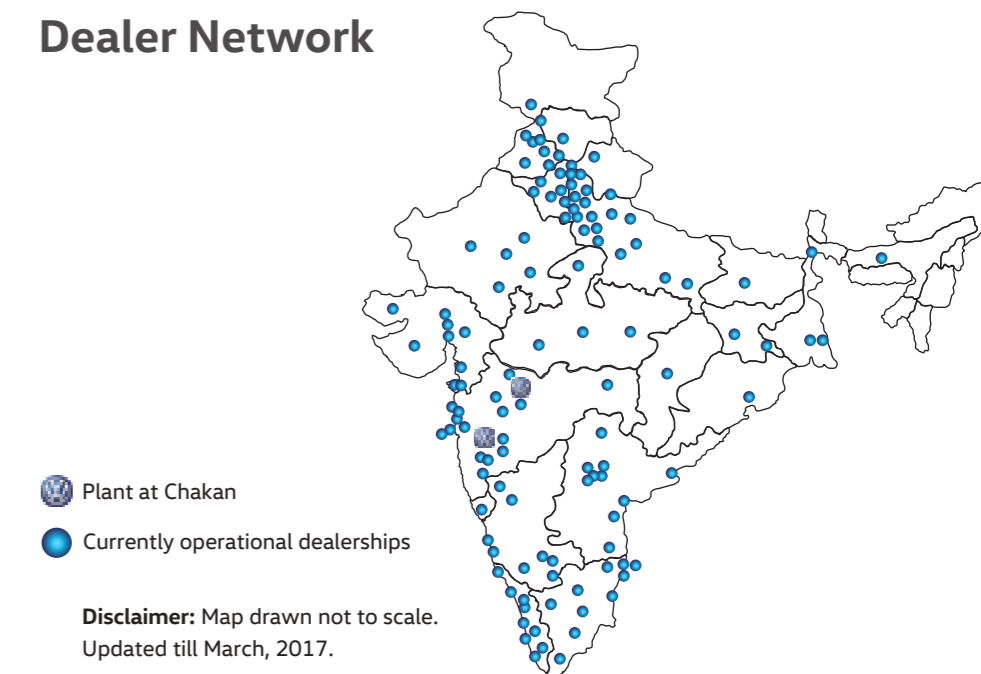 Dealer Network
Plant at Chakan
Currently operational dealerships
Disclaimer: Map drawn not to scale.
Updated till March, 2017.